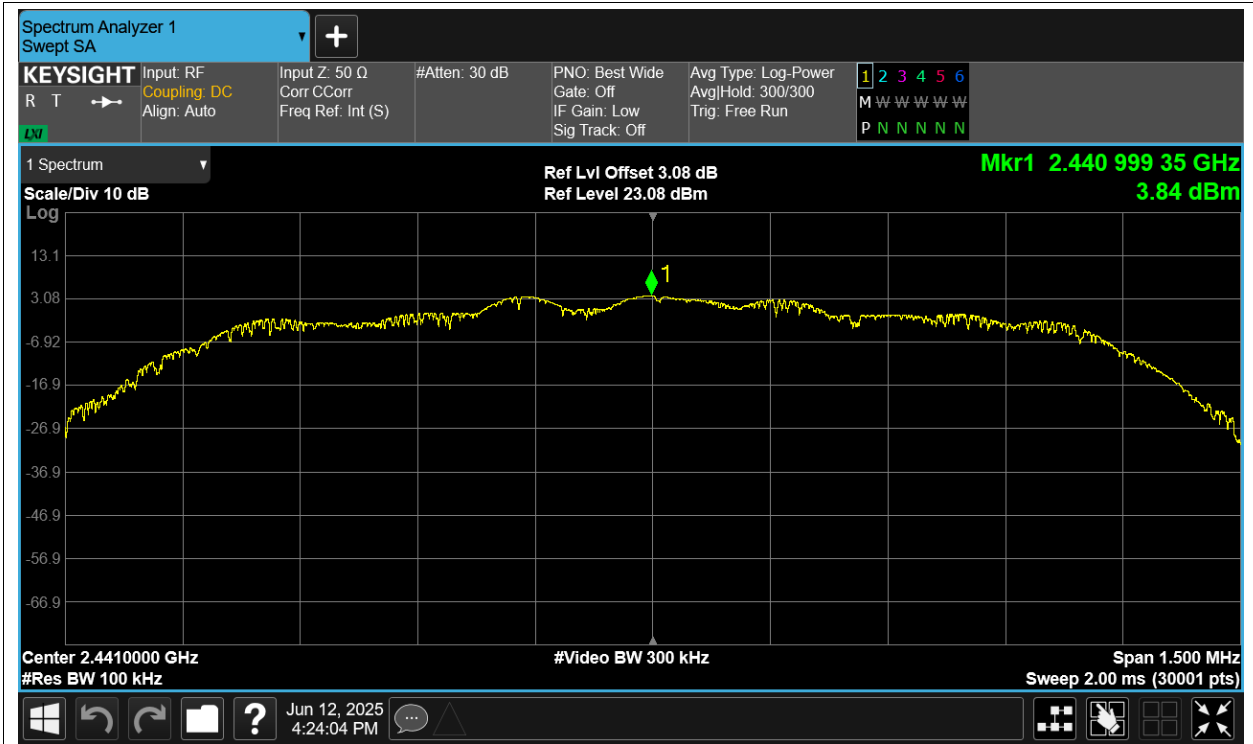 Spectrum Analyzer 1
Swept SA
KEYSIGHT
R T
LXI
Input: RF
Coupling: DC
Align: Auto
Input Z: 50 Ω
Corr CCorr
Freq Ref: Int (S)
#Atten: 30 dB
PNO: Best Wide
Gate: Off
IF Gain: Low
Sig Track: Off
Avg Type: Log-Power
Avg|Hold: 300/300
Trig: Free Run
1 2 3 4 5 6
M W W W W W
P N N N N N
1 Spectrum
Scale/Div 10 dB
Log
Ref Lvl Offset 3.08 dB
Ref Level 23.08 dBm
Mkr1 2.440 999 35 GHz
3.84 dBm
1
13.1
3.08
-6.92
-16.9
-26.9
-36.9
-46.9
-56.9
-66.9
Center 2.4410000 GHz
#Res BW 100 kHz
#Video BW 300 kHz
Span 1.500 MHz
Sweep 2.00 ms (30001 pts)
?
Jun 12, 2025
4:24:04 PM